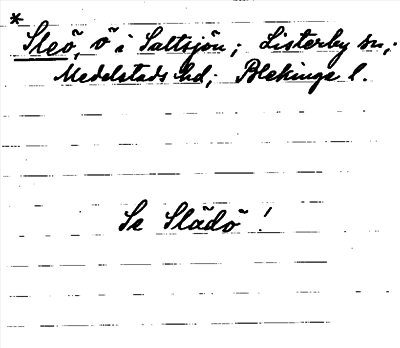 *
Sleö, ö i Saltsjön; Listerby sn;
Medelstads hd; Blekinge l.
Se Slädö!